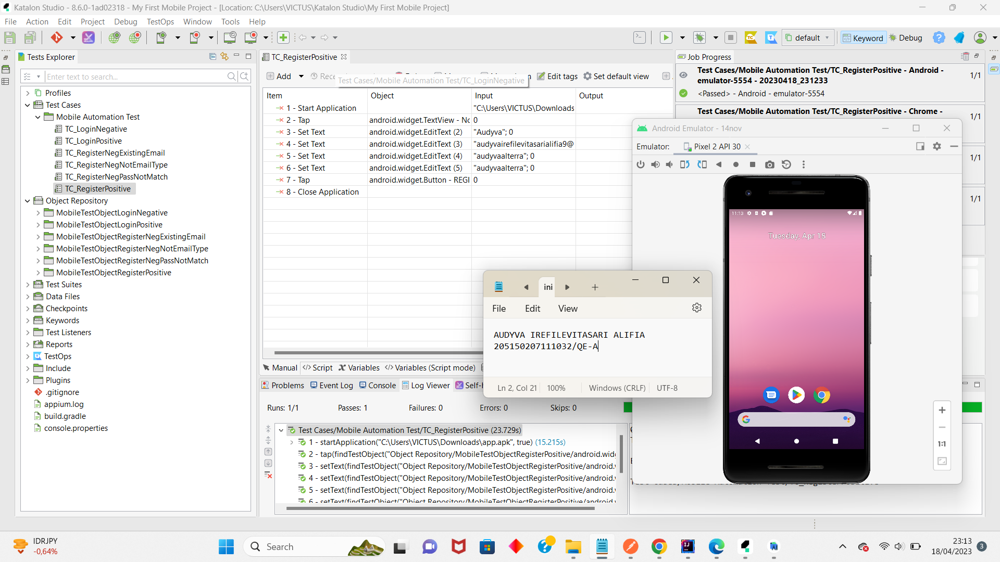 Katalon Studio - 8.6.0-1ad02318 - My First Mobile Project - [Location: C:\Users\VICTUS\Katalon Studio\My First Mobile Project]
File Action Edit Project Debug TestOps Window Tools Help
default
Keyword
Debug
Tests Explorer
Enter text to search...
Profiles
Test Cases
Mobile Automation Test
TC_LoginNegative
TC_LoginPositive
TC_RegisterNegExistingEmail
TC_RegisterNegNotEmailType
TC_RegisterNegPassNotMatch
TC_RegisterPositive
Object Repository
MobileTestObjectLoginNegative
MobileTestObjectLoginPositive
MobileTestObjectRegisterNegExistingEmail
MobileTestObjectRegisterNegNotEmailType
MobileTestObjectRegisterNegPassNotMatch
MobileTestObjectRegisterPositive
Test Suites
Data Files
Checkpoints
Keywords
Test Listeners
Reports
TestOps
Include
Plugins
.gitignore
appium.log
build.gradle
console.properties
TC_RegisterPositive
Add
Edit tags
Set default view
Test Cases/Mobile Automation Test/TC_LoginNegative
Item Object Input Output
1 - Start Application "C:\Users\VICTUS\Downloads
2 - Tap android.widget.TextView - Nc 0
3 - Set Text android.widget.EditText (2) "Audyva"; 0
4 - Set Text android.widget.EditText (3) "audyvairefilevitasarialifia9@
5 - Set Text android.widget.EditText (4) "audyvaalterra"; 0
6 - Set Text android.widget.EditText (5) "audyvaalterra"; 0
7 - Tap android.widget.Button - REGI 0
8 - Close Application
Manual Script Variables Variables (Script mode)
Problems Event Log Console Log Viewer Self-H
Runs: 1/1 Passes: 1 Failures: 0 Errors: 0 Skips: 0
Test Cases/Mobile Automation Test/TC_RegisterPositive (23.729s)
1 - startApplication("C:\Users\VICTUS\Downloads\app.apk", true) (15.215s)
2 - tap(findTestObject("Object Repository/MobileTestObjectRegisterPositive/android.widg
3 - setText(findTestObject("Object Repository/MobileTestObjectRegisterPositive/android.w
4 - setText(findTestObject("Object Repository/MobileTestObjectRegisterPositive/android.w
5 - setText(findTestObject("Object Repository/MobileTestObjectRegisterPositive/android.w
6 - setText(findTestObject("Object Repository/MobileTestObjectRegisterPositive/android.w
Job Progress
Test Cases/Mobile Automation Test/TC_RegisterPositive - Android -
emulator-5554 - 20230418_231233
1/1
<Passed> - Android - emulator-5554
Test Cases/Mobile Automation Test/TC_RegisterPositive - Chrome -
1/1
1/1
1/1
Android Emulator - 14nov
Emulator: Pixel 2 API 30
11:13
Tuesday, Apr 18
1:1
ini
File Edit View
AUDYVA IREFILEVITASARI ALIFIA
205150207111032/QE-A
Ln 2, Col 21 100% Windows (CRLF) UTF-8
IDRJPY
-0,64%
Search
23:13
18/04/2023
3